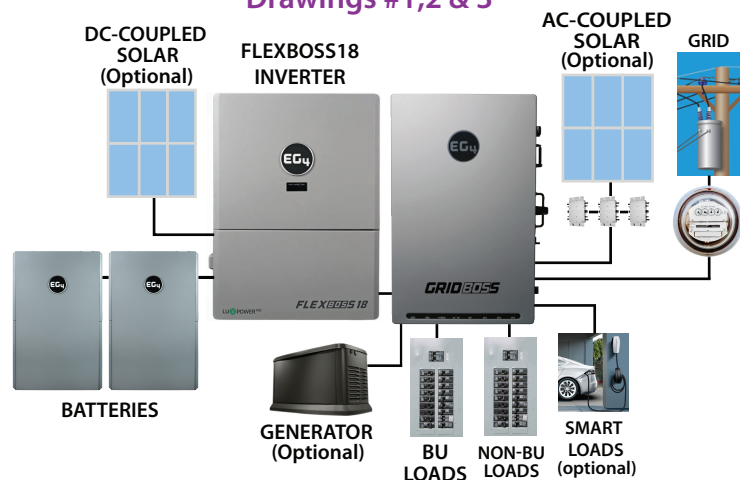 Drawings #1,2 & 3
DC-COUPLED
SOLAR
(Optional)
FLEXBOSS18
INVERTER
AC-COUPLED
SOLAR
(Optional)
GRID
EG4
EG4
EG4
EG4
LUXPOWER
FLEXBOSS18
GRIDBOSS
BATTERIES
GENERATOR
(Optional)
BU
LOADS
NON-BU
LOADS
SMART
LOADS
(optional)